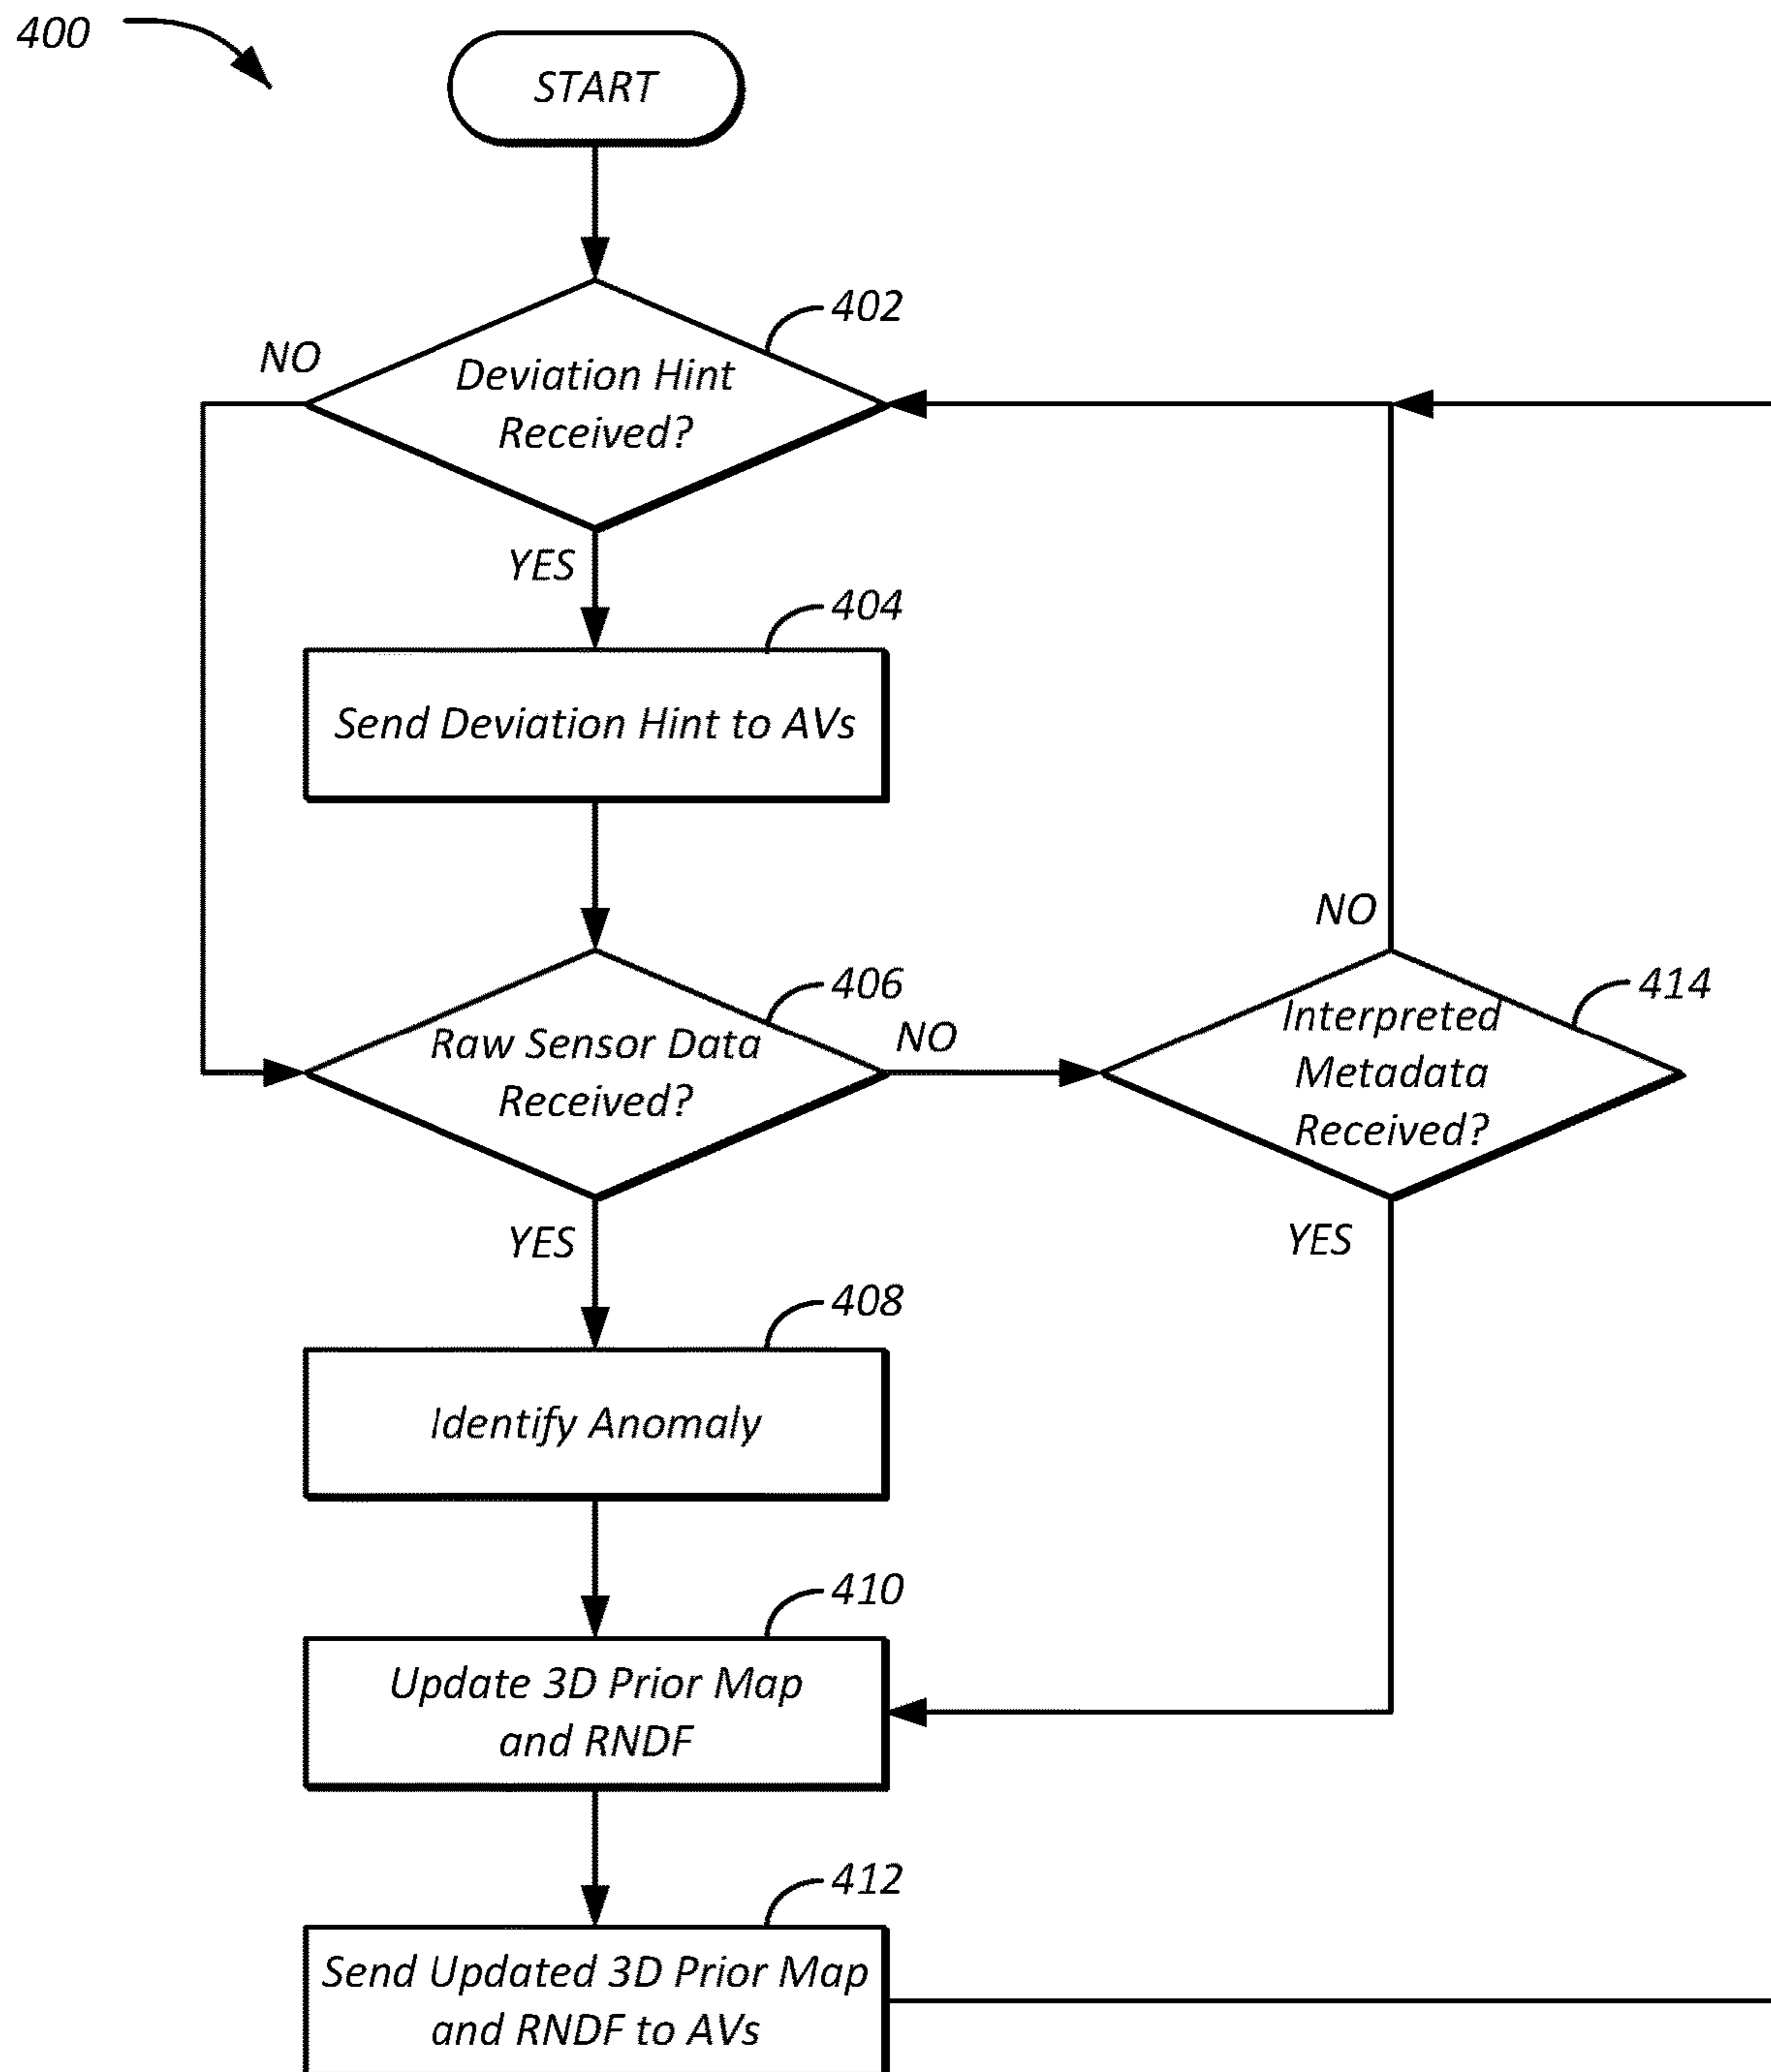 400
START
402
NO
Deviation Hint
Received?
YES
404
Send Deviation Hint to AVs
NO
406
414
Raw Sensor Data
Received?
NO
Interpreted
Metadata
Received?
YES
YES
408
Identify Anomaly
410
Update 3D Prior Map
and RNDF
412
Send Updated 3D Prior Map
and RNDF to AVs